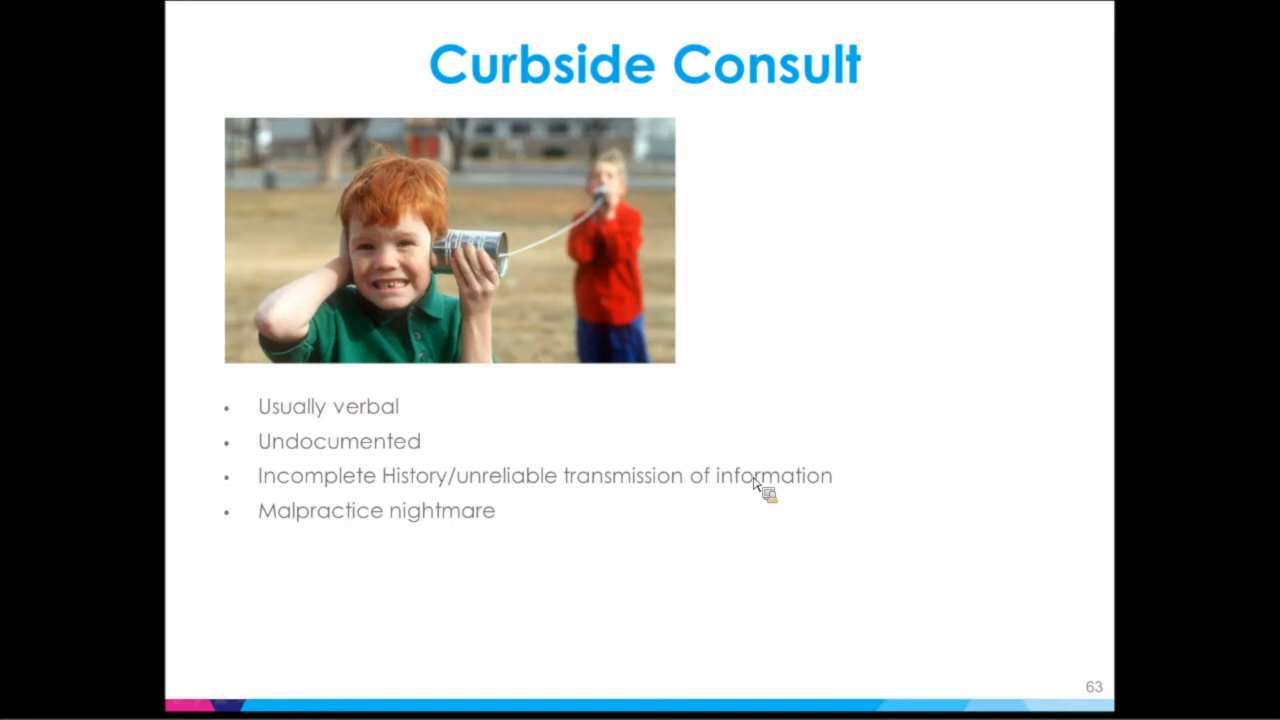 Curbside Consult
• Usually verbal
• Undocumented
• Incomplete History/unreliable transmission of information
• Malpractice nightmare
63